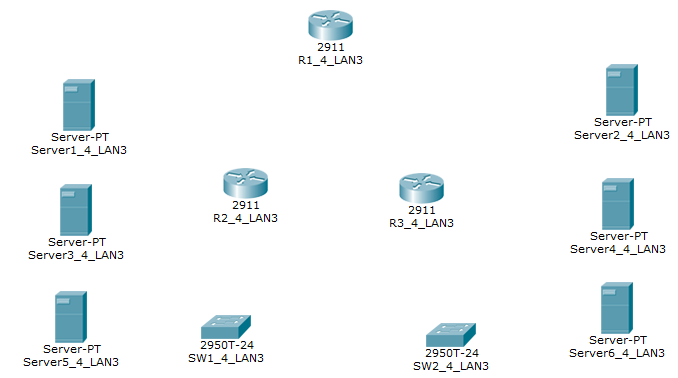 2911
R1_4_LAN3
Server-PT
Server1_4_LAN3
Server-PT
Server2_4_LAN3
2911
R2_4_LAN3
2911
R3_4_LAN3
Server-PT
Server3_4_LAN3
Server-PT
Server4_4_LAN3
Server-PT
Server5_4_LAN3
2950T-24
SW1_4_LAN3
2950T-24
SW2_4_LAN3
Server-PT
Server6_4_LAN3